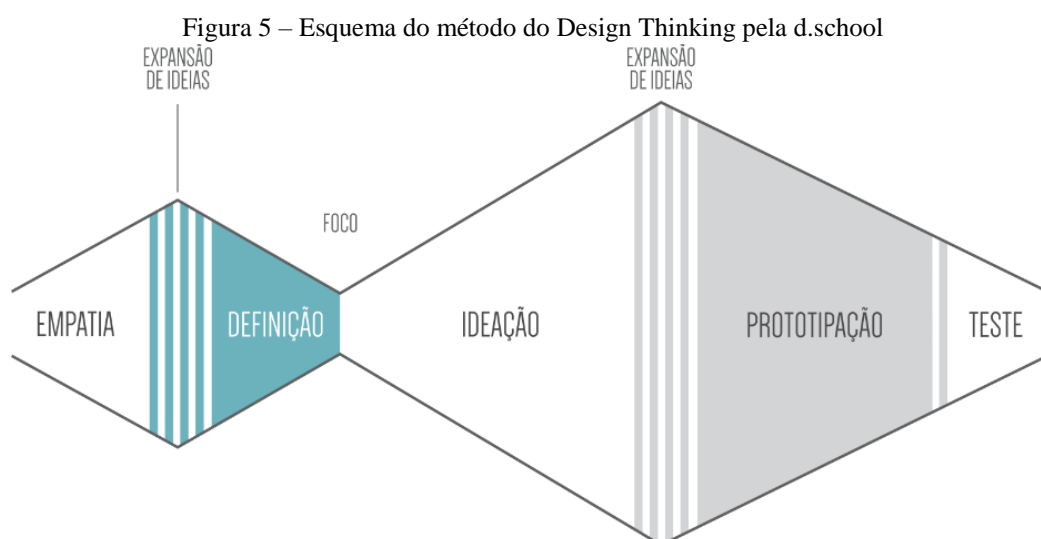 Figura 5 – Esquema do método do Design Thinking pela d.school
EXPANSÃO
DE IDEIAS
EXPANSÃO
DE IDEIAS
FOCO
EMPATIA
DEFINIÇÃO
IDEAÇÃO
PROTOTIPAÇÃO
TESTE